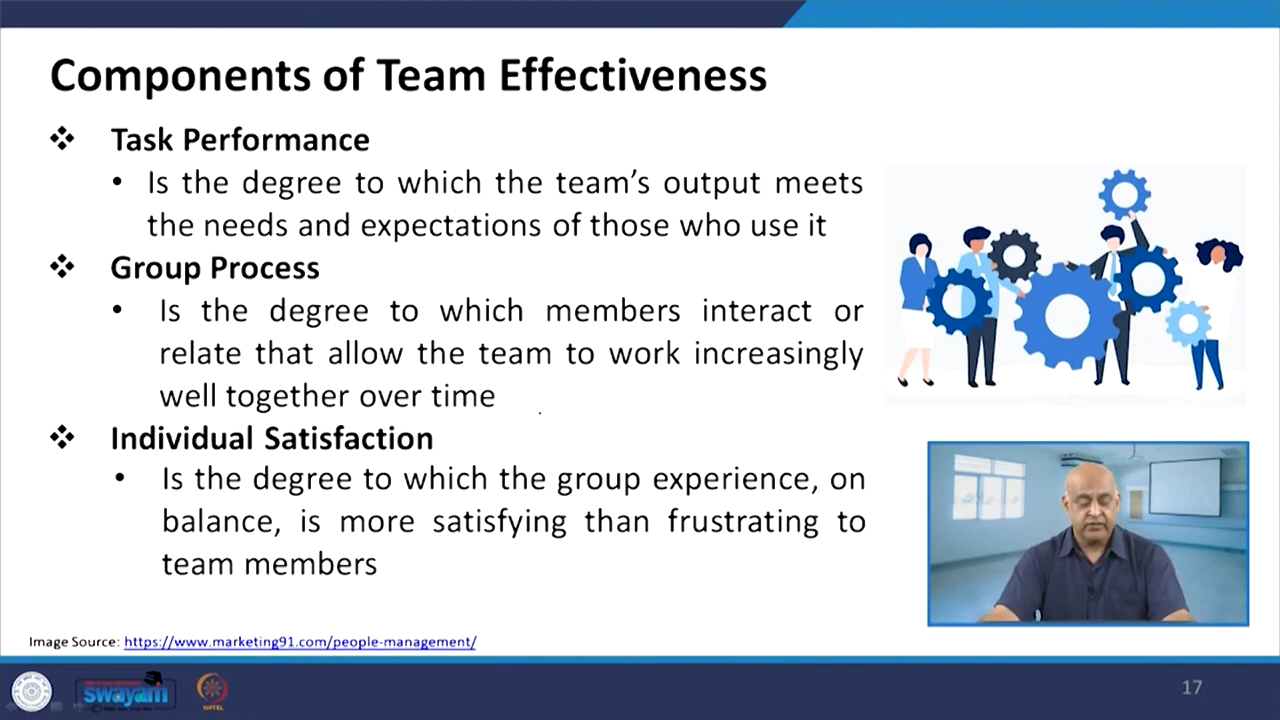 Components of Team Effectiveness
❖ Task Performance
• Is the degree to which the team’s output meets
the needs and expectations of those who use it
❖ Group Process
• Is the degree to which members interact or
relate that allow the team to work increasingly
well together over time
❖ Individual Satisfaction
• Is the degree to which the group experience, on
balance, is more satisfying than frustrating to
team members
Image Source: https://www.marketing91.com/people-management/
swayam
NPTEL
17